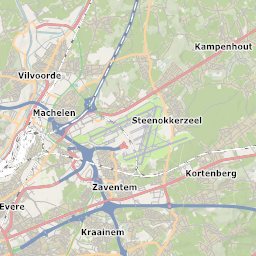 Kampenhout
Vilvoorde
Machelen
Steenokkerzeel
Kortenberg
Zaventem
Evere
Kraainem